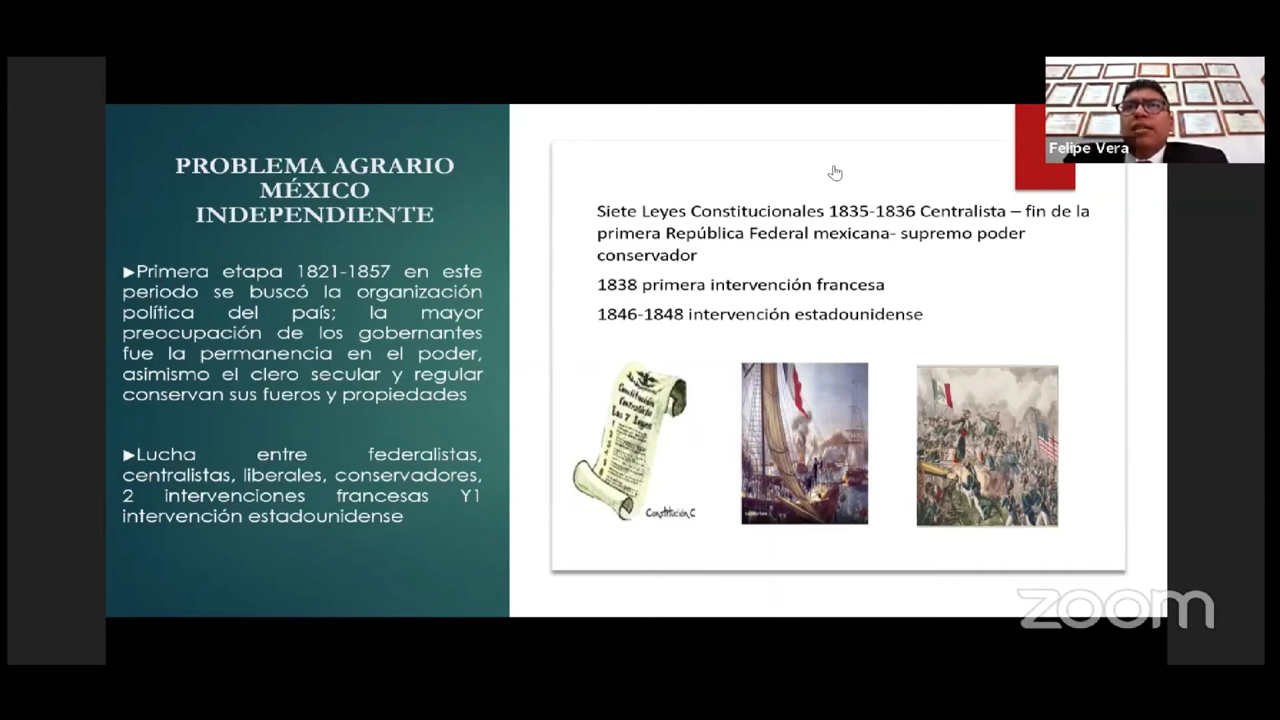 PROBLEMA AGRARIO
MÉXICO
INDEPENDIENTE
▶Primera etapa 1821-1857 en este
periodo se buscó la organización
política del país; la mayor
preocupación de los gobernantes
fue la permanencia en el poder,
asimismo el clero secular y regular
conservan sus fueros y propiedades
▶Lucha entre federalistas,
centralistas, liberales, conservadores,
2 intervenciones francesas Y1
intervención estadounidense
Siete Leyes Constitucionales 1835-1836 Centralista – fin de la
primera República Federal mexicana- supremo poder
conservador
1838 primera intervención francesa
1846-1848 intervención estadounidense
Constitución
Centralista
Las 7 Leyes
Constitución,C
Felipe Vera
zoom